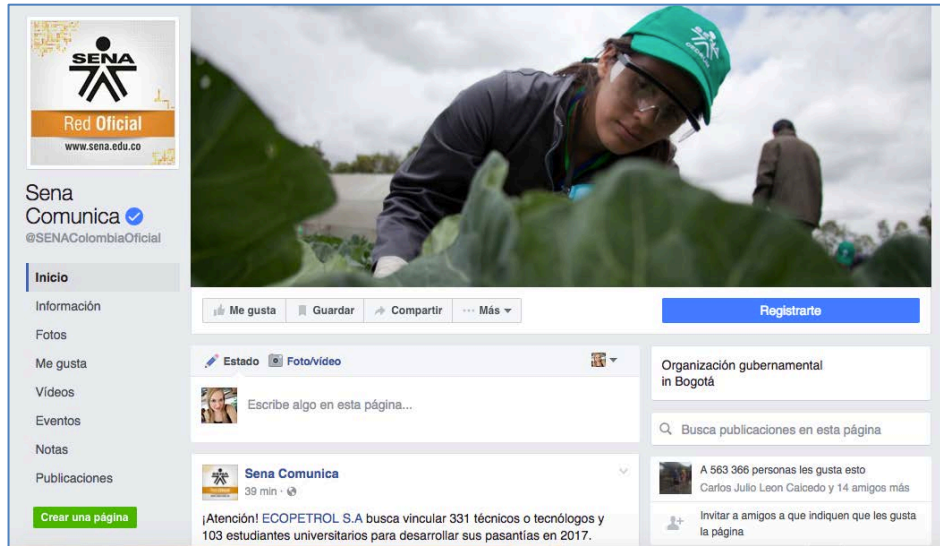 SENA
Red Oficial
www.sena.edu.co
Sena
Comunica
@SENAColombiaOficial
Inicio
Información
Fotos
Me gusta
Vídeos
Eventos
Notas
Publicaciones
Crear una página
SENA
Me gusta
Guardar
Compartir
··· Más
Registrarte
Estado
Foto/vídeo
Escribe algo en esta página...
Sena Comunica
39 min ·
¡Atención! ECOPETROL S.A busca vincular 331 técnicos o tecnólogos y
103 estudiantes universitarios para desarrollar sus pasantías en 2017.
Organización gubernamental
in Bogotá
Busca publicaciones en esta página
A 563 366 personas les gusta esto
Carlos Julio Leon Caicedo y 14 amigos más
Invitar a amigos a que indiquen que les gusta
la página